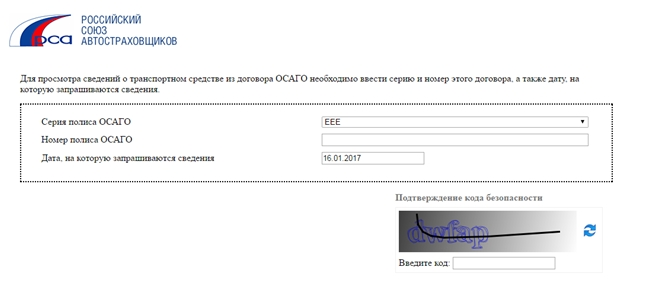 рса
РОССИЙСКИЙ
СОЮЗ
АВТОСТРАХОВЩИКОВ
Для просмотра сведений о транспортном средстве из договора ОСАГО необходимо ввести серию и номер этого договора, а также дату, на
которую запрашиваются сведения.
Серия полиса ОСАГО ЕЕЕ
Номер полиса ОСАГО
Дата, на которую запрашиваются сведения 16.01.2017
Подтверждение кода безопасности
dwfap
Введите код: